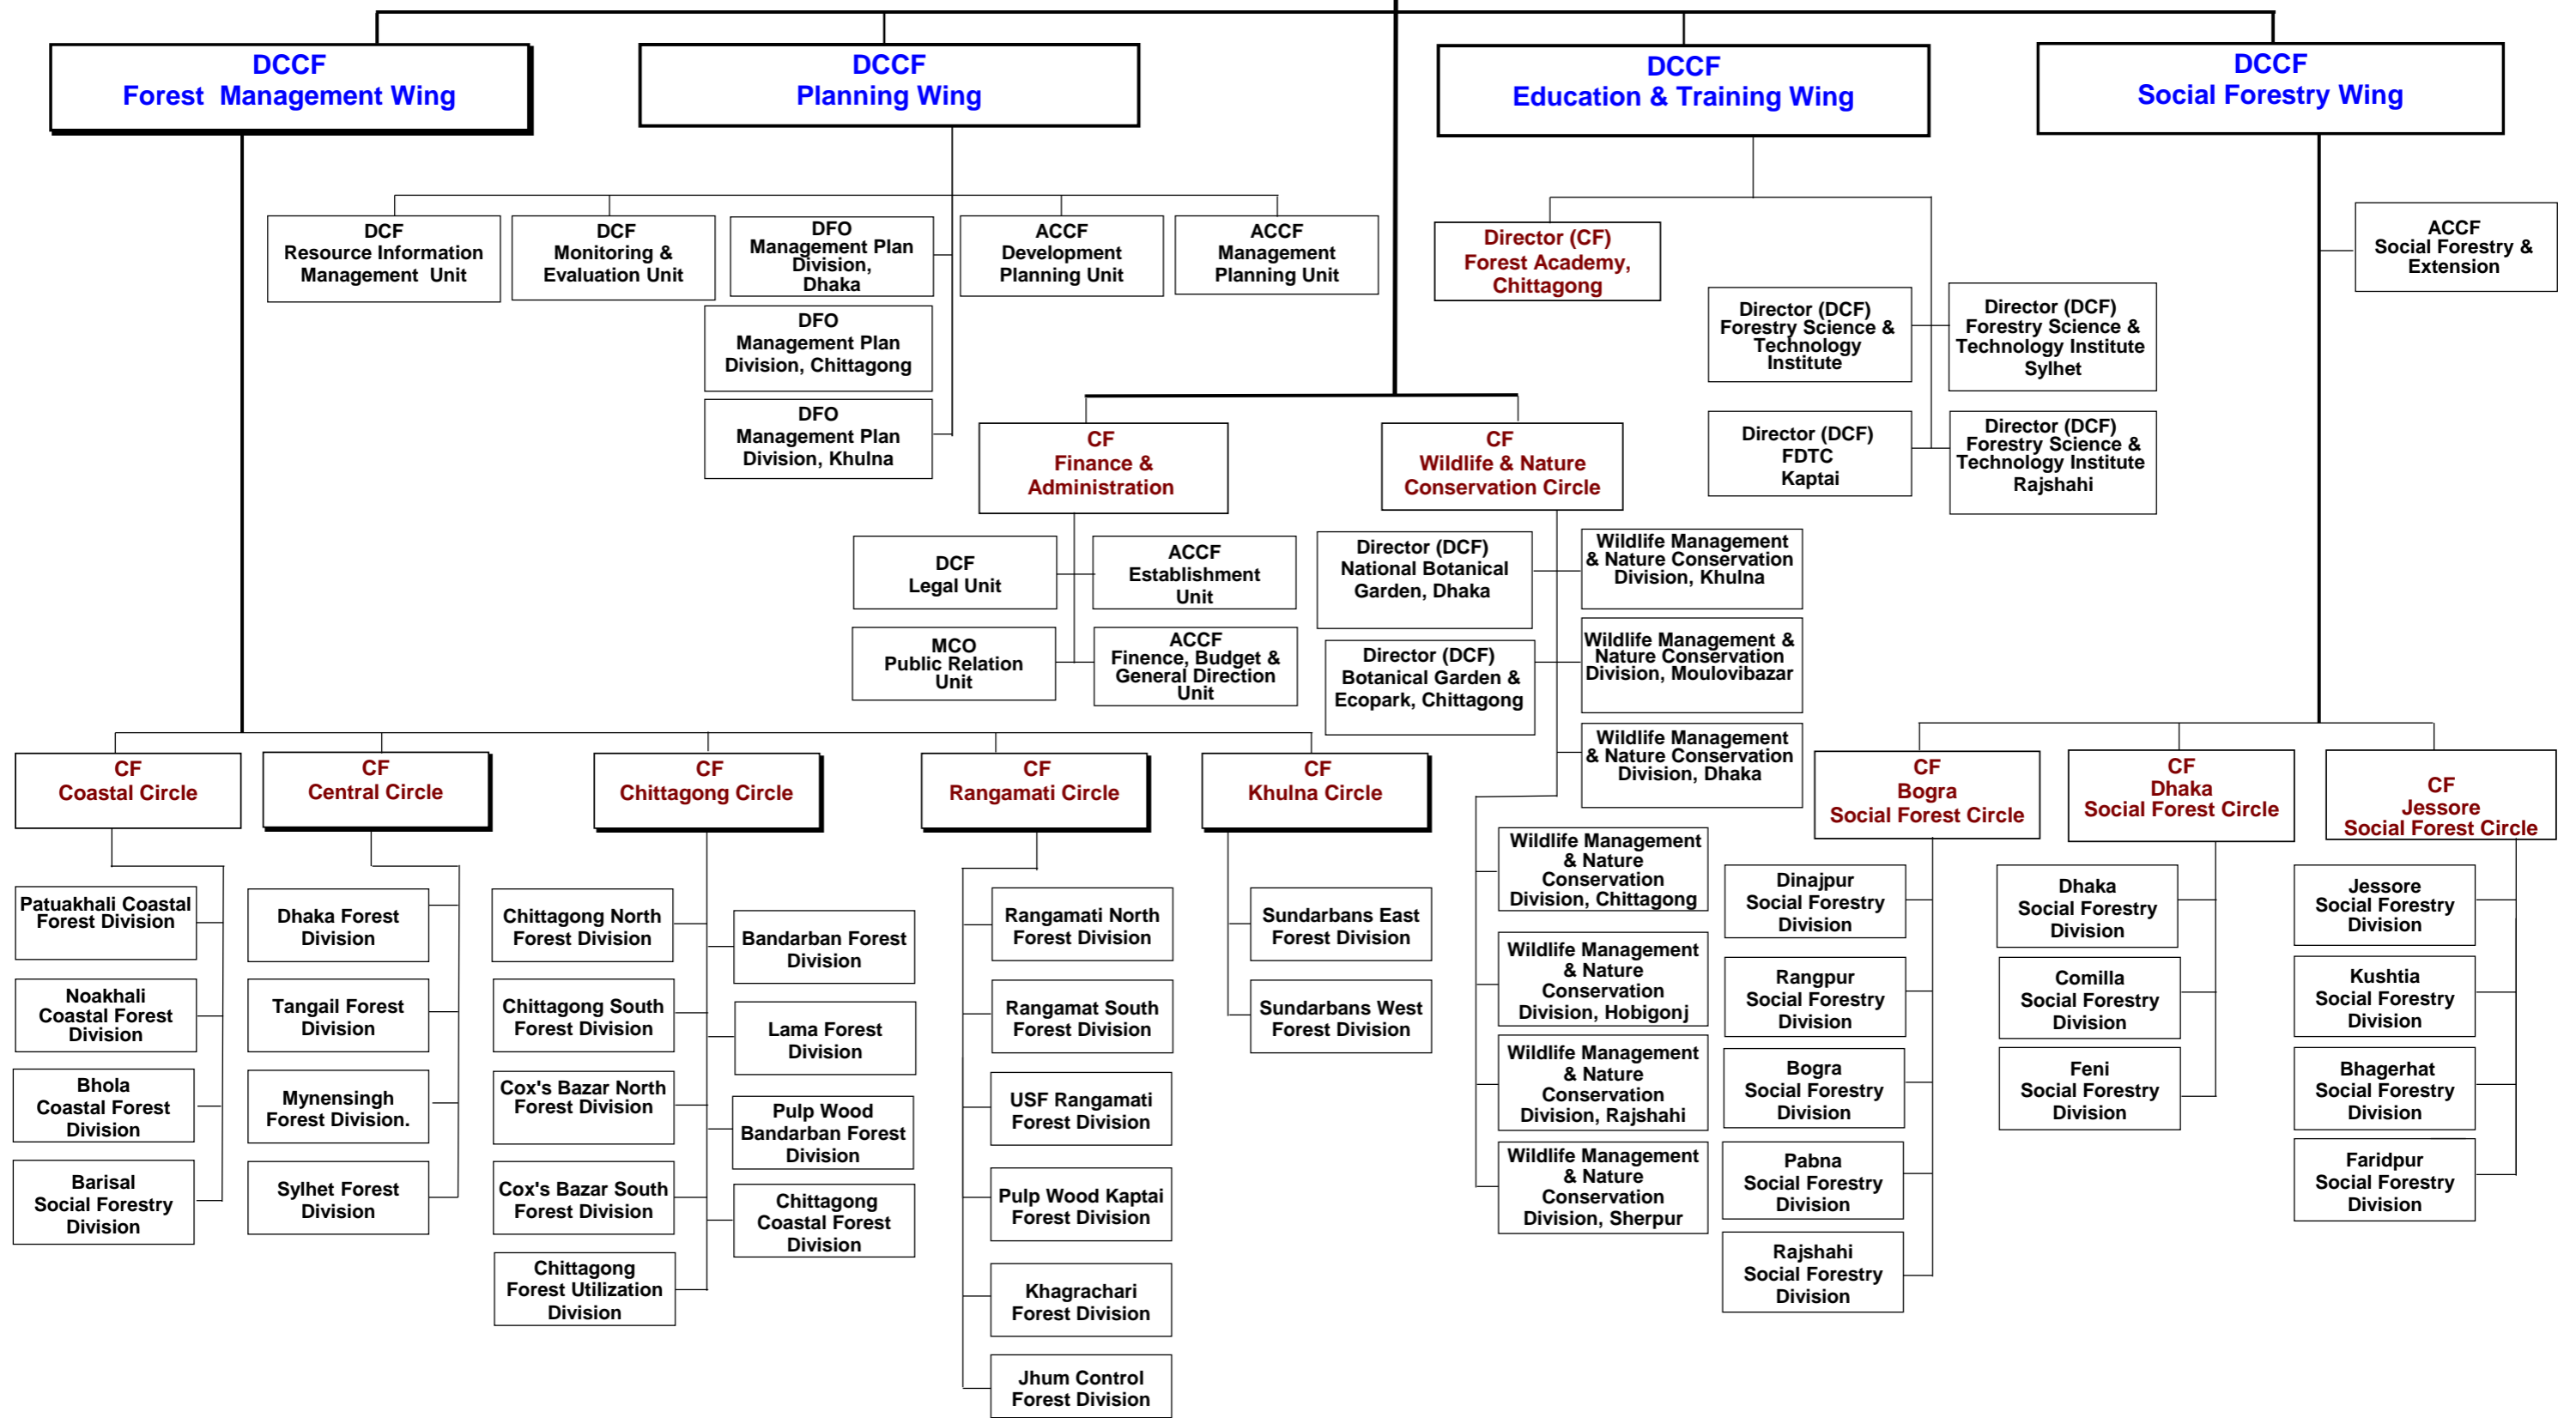 DCCF
Forest Management Wing
DCCF
Planning Wing
DCCF
Education & Training Wing
DCCF
Social Forestry Wing
DCF
Resource Information
Management Unit
DCF
Monitoring &
Evaluation Unit
DFO
Management Plan
Division,
Dhaka
ACCF
Development
Planning Unit
ACCF
Management
Planning Unit
DFO
Management Plan
Division, Chittagong
DFO
Management Plan
Division, Khulna
Director (CF)
Forest Academy,
Chittagong
Director (DCF)
Forestry Science &
Technology
Institute
Director (DCF)
Forestry Science &
Technology Institute
Sylhet
Director (DCF)
FDTC
Kaptai
Director (DCF)
Forestry Science &
Technology Institute
Rajshahi
ACCF
Social Forestry &
Extension
CF
Finance &
Administration
CF
Wildlife & Nature
Conservation Circle
DCF
Legal Unit
ACCF
Establishment
Unit
MCO
Public Relation
Unit
ACCF
Finence, Budget &
General Direction
Unit
Director (DCF)
National Botanical
Garden, Dhaka
Wildlife Management
& Nature Conservation
Division, Khulna
Director (DCF)
Botanical Garden &
Ecopark, Chittagong
Wildlife Management &
Nature Conservation
Division, Moulovibazar
Wildlife Management
& Nature Conservation
Division, Dhaka
Wildlife Management
& Nature
Conservation
Division, Chittagong
Wildlife Management
& Nature
Conservation
Division, Hobigonj
Wildlife Management
& Nature
Conservation
Division, Rajshahi
Wildlife Management
& Nature
Conservation
Division, Sherpur
CF
Coastal Circle
CF
Central Circle
CF
Chittagong Circle
CF
Rangamati Circle
CF
Khulna Circle
CF
Bogra
Social Forest Circle
CF
Dhaka
Social Forest Circle
CF
Jessore
Social Forest Circle
Patuakhali Coastal
Forest Division
Noakhali
Coastal Forest
Division
Bhola
Coastal Forest
Division
Barisal
Social Forestry
Division
Dhaka Forest
Division
Tangail Forest
Division
Mynensingh
Forest Division.
Sylhet Forest
Division
Chittagong North
Forest Division
Chittagong South
Forest Division
Cox's Bazar North
Forest Division
Cox's Bazar South
Forest Division
Chittagong
Forest Utilization
Division
Bandarban Forest
Division
Lama Forest
Division
Pulp Wood
Bandarban Forest
Division
Chittagong
Coastal Forest
Division
Rangamati North
Forest Division
Rangamat South
Forest Division
USF Rangamati
Forest Division
Pulp Wood Kaptai
Forest Division
Khagrachari
Forest Division
Jhum Control
Forest Division
Sundarbans East
Forest Division
Sundarbans West
Forest Division
Dinajpur
Social Forestry
Division
Rangpur
Social Forestry
Division
Bogra
Social Forestry
Division
Pabna
Social Forestry
Division
Rajshahi
Social Forestry
Division
Dhaka
Social Forestry
Division
Comilla
Social Forestry
Division
Feni
Social Forestry
Division
Jessore
Social Forestry
Division
Kushtia
Social Forestry
Division
Bhagerhat
Social Forestry
Division
Faridpur
Social Forestry
Division